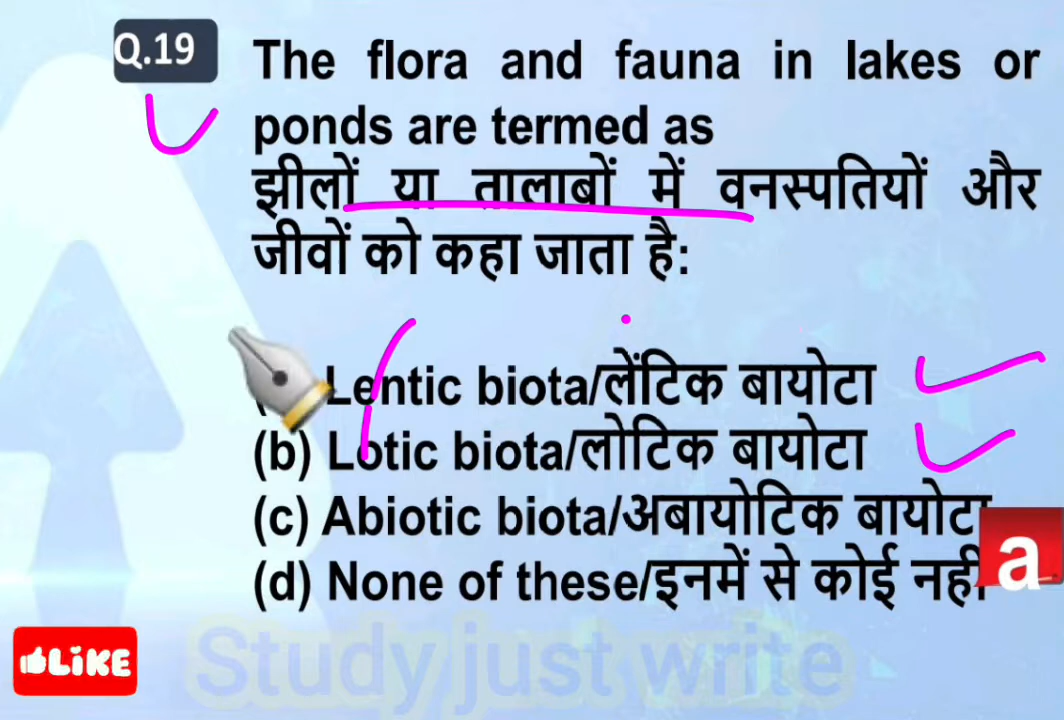 Q.19
The flora and fauna in lakes or
ponds are termed as
झीलों या तालाबों में वनस्पतियों और
जीवों को कहा जाता है:
Lentic biota/लेंटिक बायोटा
(b) Lotic biota/लोटिक बायोटा
(c) Abiotic biota/अबायोटिक बायोटा
(d) None of these/इनमें से कोई नहीं
a
LiKE
Study just write